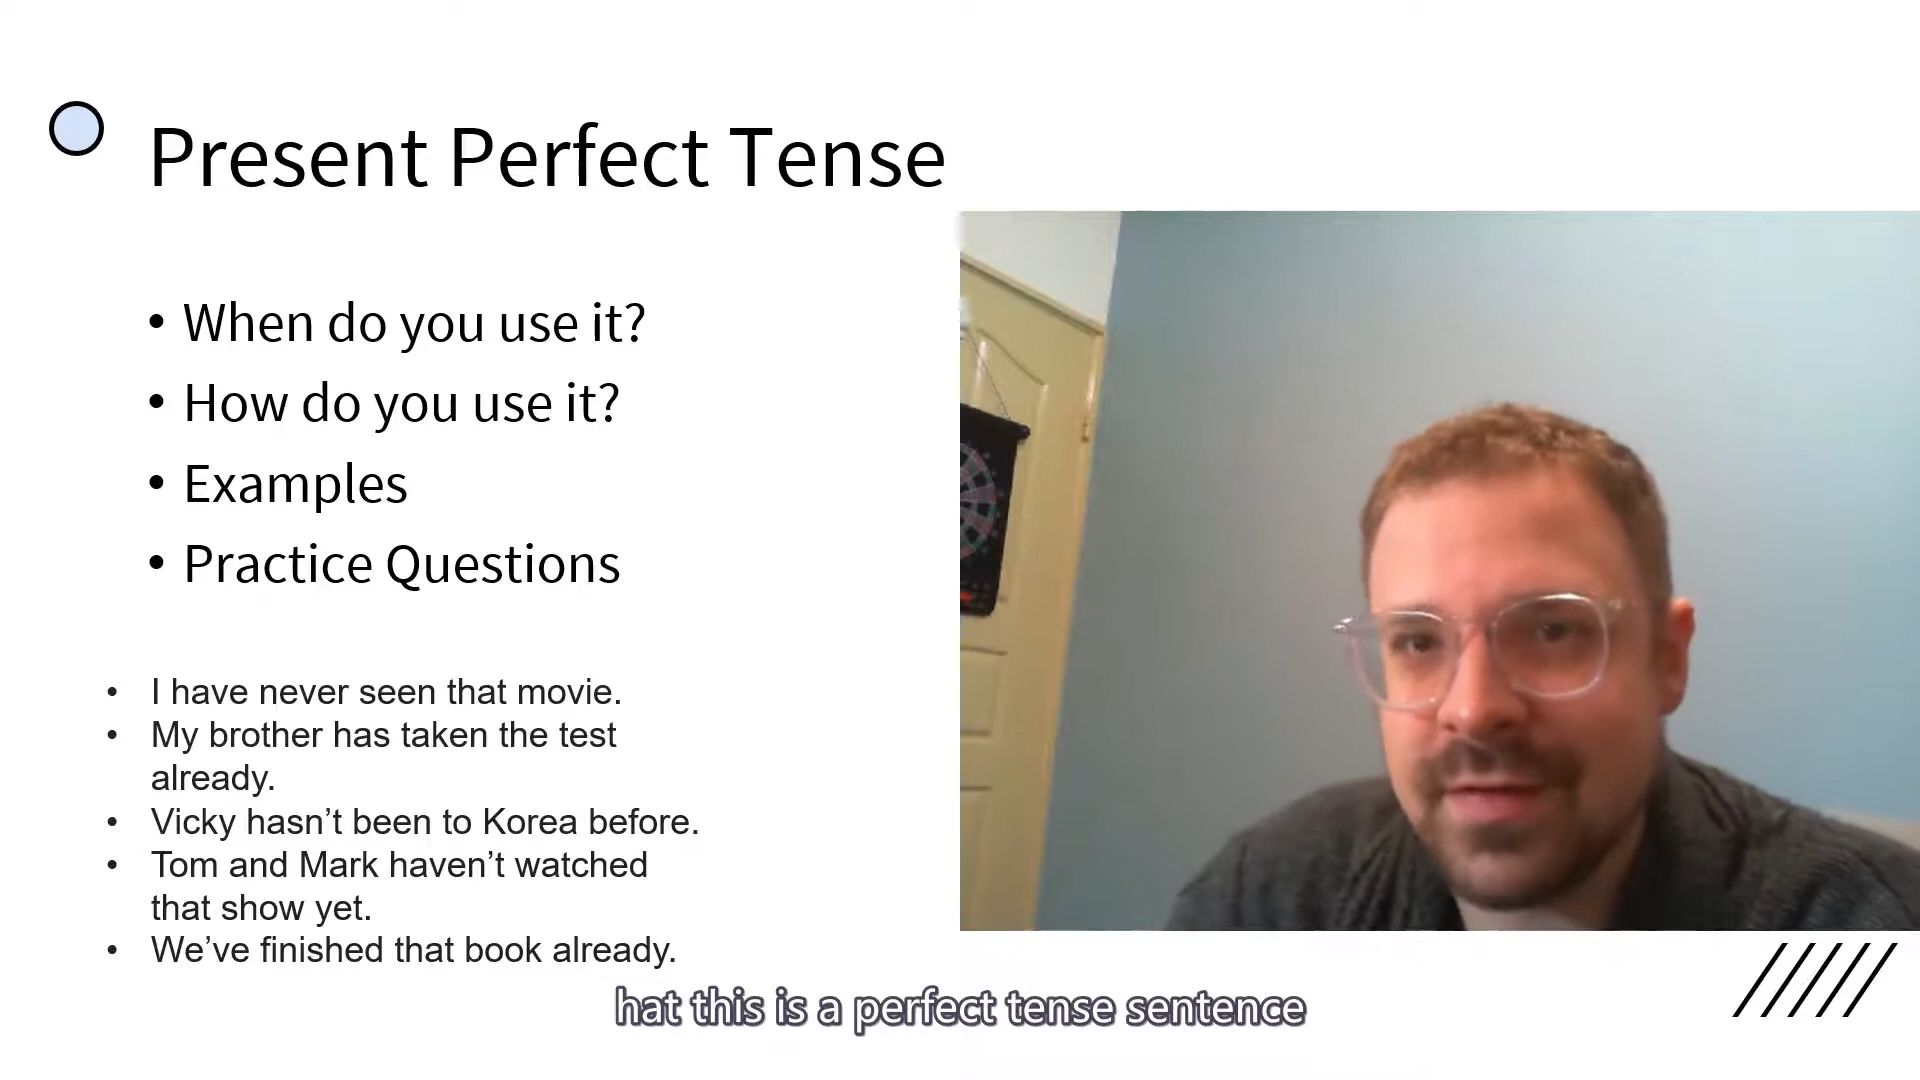 Present Perfect Tense
• When do you use it?
• How do you use it?
• Examples
• Practice Questions
• I have never seen that movie.
• My brother has taken the test
already.
• Vicky hasn’t been to Korea before.
• Tom and Mark haven’t watched
that show yet.
• We’ve finished that book already.
hat this is a perfect tense sentence